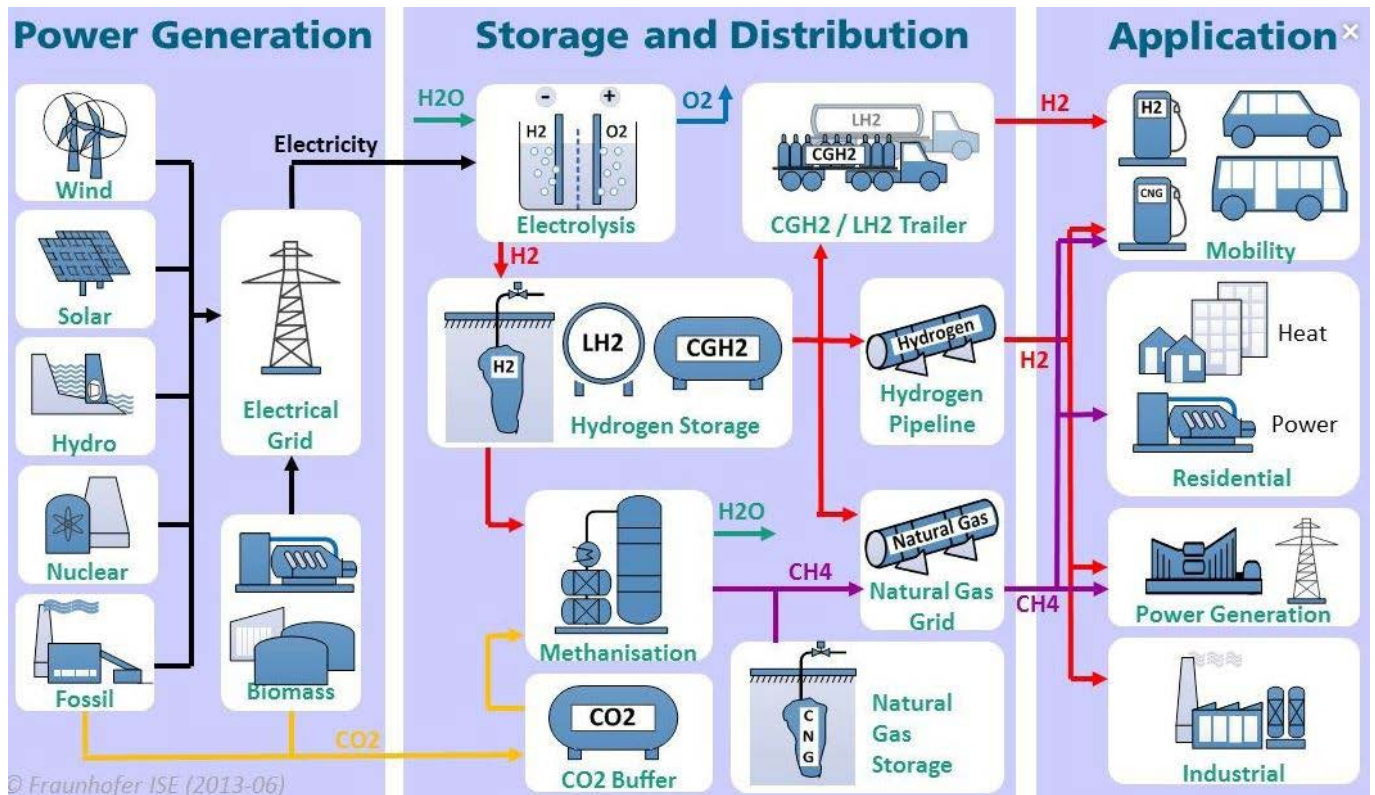 Power Generation
Wind
Solar
Hydro
Nuclear
Fossil
Electricity
Electrical
Grid
Biomass
CO2
© Fraunhofer ISE (2013-06)
Storage and Distribution
H2O
- +
H2 O2
Electrolysis
O2
LH2
CGH2
CGH2 / LH2 Trailer
H2
H2
LH2
CGH2
Hydrogen Storage
Hydrogen
Hydrogen
Pipeline
Methanisation
H2O
CH4
Natural Gas
Natural Gas
Grid
CO2
CO2 Buffer
C
N
G
Natural
Gas
Storage
Application
×
H2
H2
CNG
Mobility
H2
Heat
Power
Residential
CH4
Power Generation
Industrial